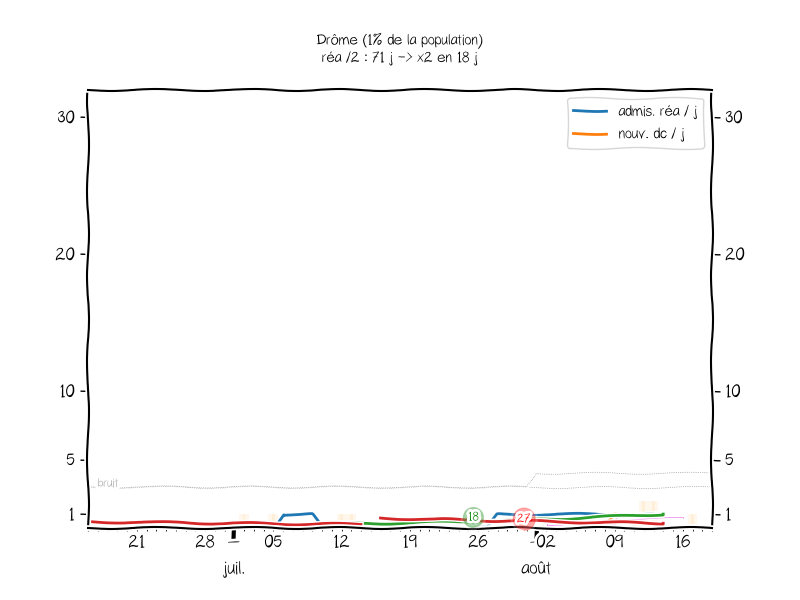 Drôme (1% de la population)
réa /2 : 71 j -> x2 en 18 j
30
30
admis. réa / j
nouv. dc / j
20
20
10
10
5
5
bruit
1
18
27
1
21 28 05 12 19 26 02 09 16
juil. août